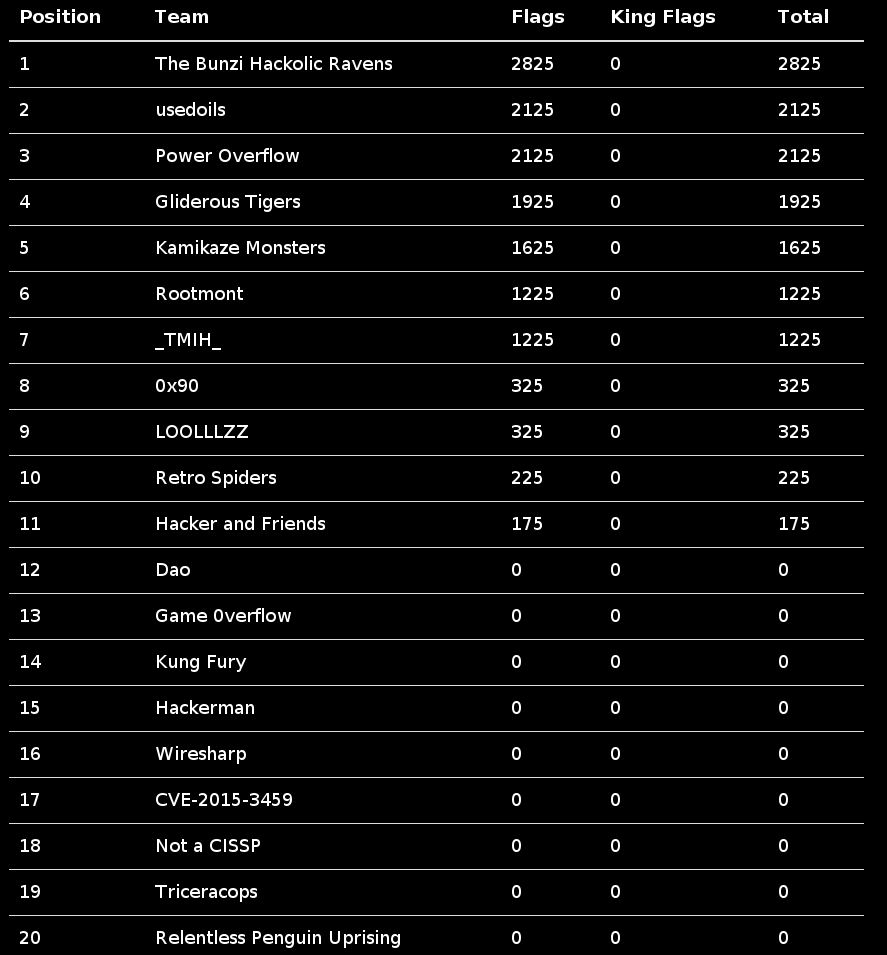 Position Team Flags King Flags Total
1 The Bunzi Hackolic Ravens 2825 0 2825
2 usedoils 2125 0 2125
3 Power Overflow 2125 0 2125
4 Gliderous Tigers 1925 0 1925
5 Kamikaze Monsters 1625 0 1625
6 Rootmont 1225 0 1225
7 _TMIH_ 1225 0 1225
8 0x90 325 0 325
9 LOOLLLZZ 325 0 325
10 Retro Spiders 225 0 225
11 Hacker and Friends 175 0 175
12 Dao 0 0 0
13 Game 0verflow 0 0 0
14 Kung Fury 0 0 0
15 Hackerman 0 0 0
16 Wiresharp 0 0 0
17 CVE-2015-3459 0 0 0
18 Not a CISSP 0 0 0
19 Triceracops 0 0 0
20 Relentless Penguin Uprising 0 0 0